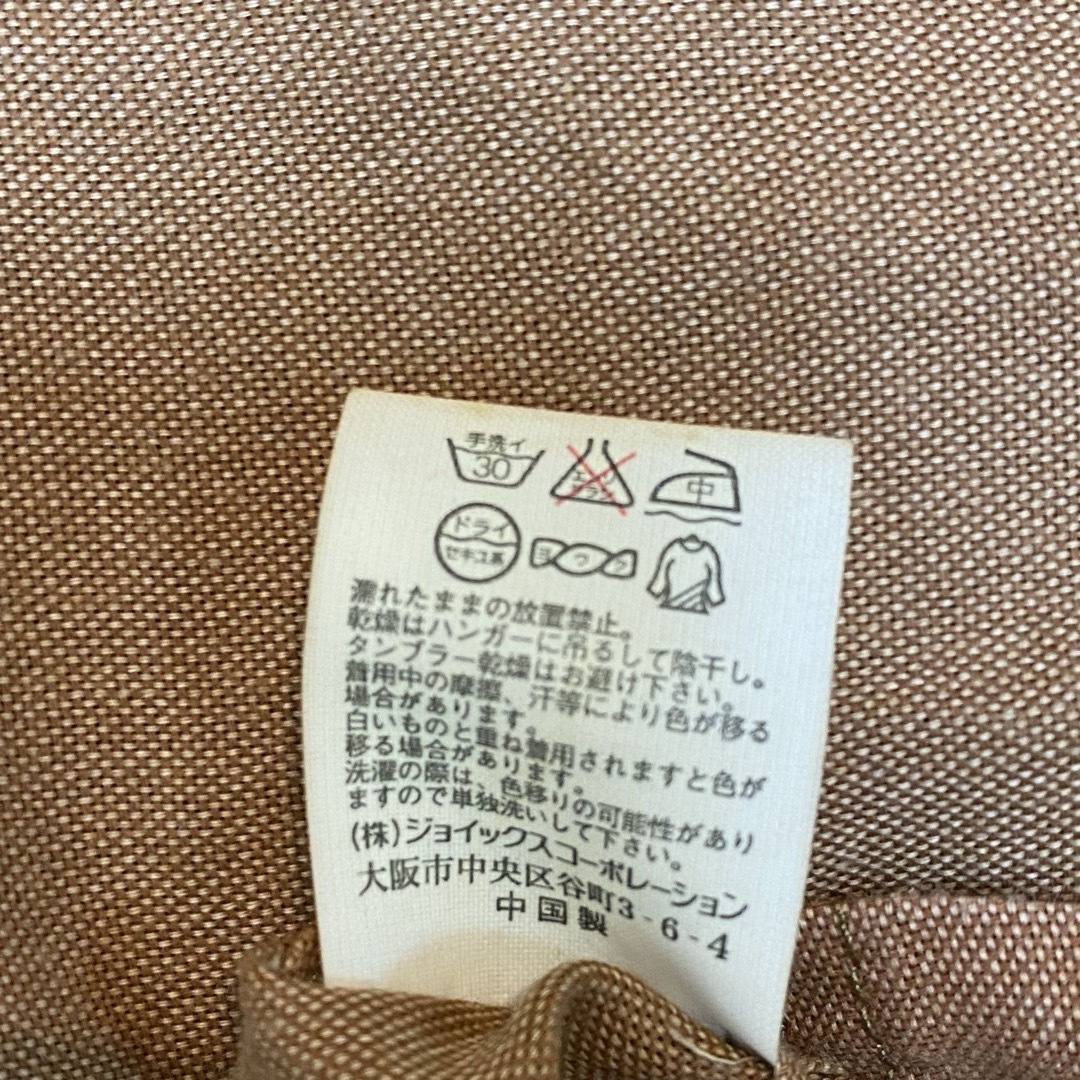 手洗イ
30
エンソ
サラシ
中
ドライ
セキユ系
ヨワク
濡れたままの放置禁止。
乾燥はハンガーに吊るして陰干し。
タンブラー乾燥はお避け下さい。
着用中の摩擦、汗等により色が移る
場合があります。
白いものと重ね着用されますと色が
移る場合があります。
洗濯の際は、色移りの可能性があり
ますので単独洗いして下さい。
(株)ジョイックスコーポレーション
大阪市中央区谷町3-6-4
中国製